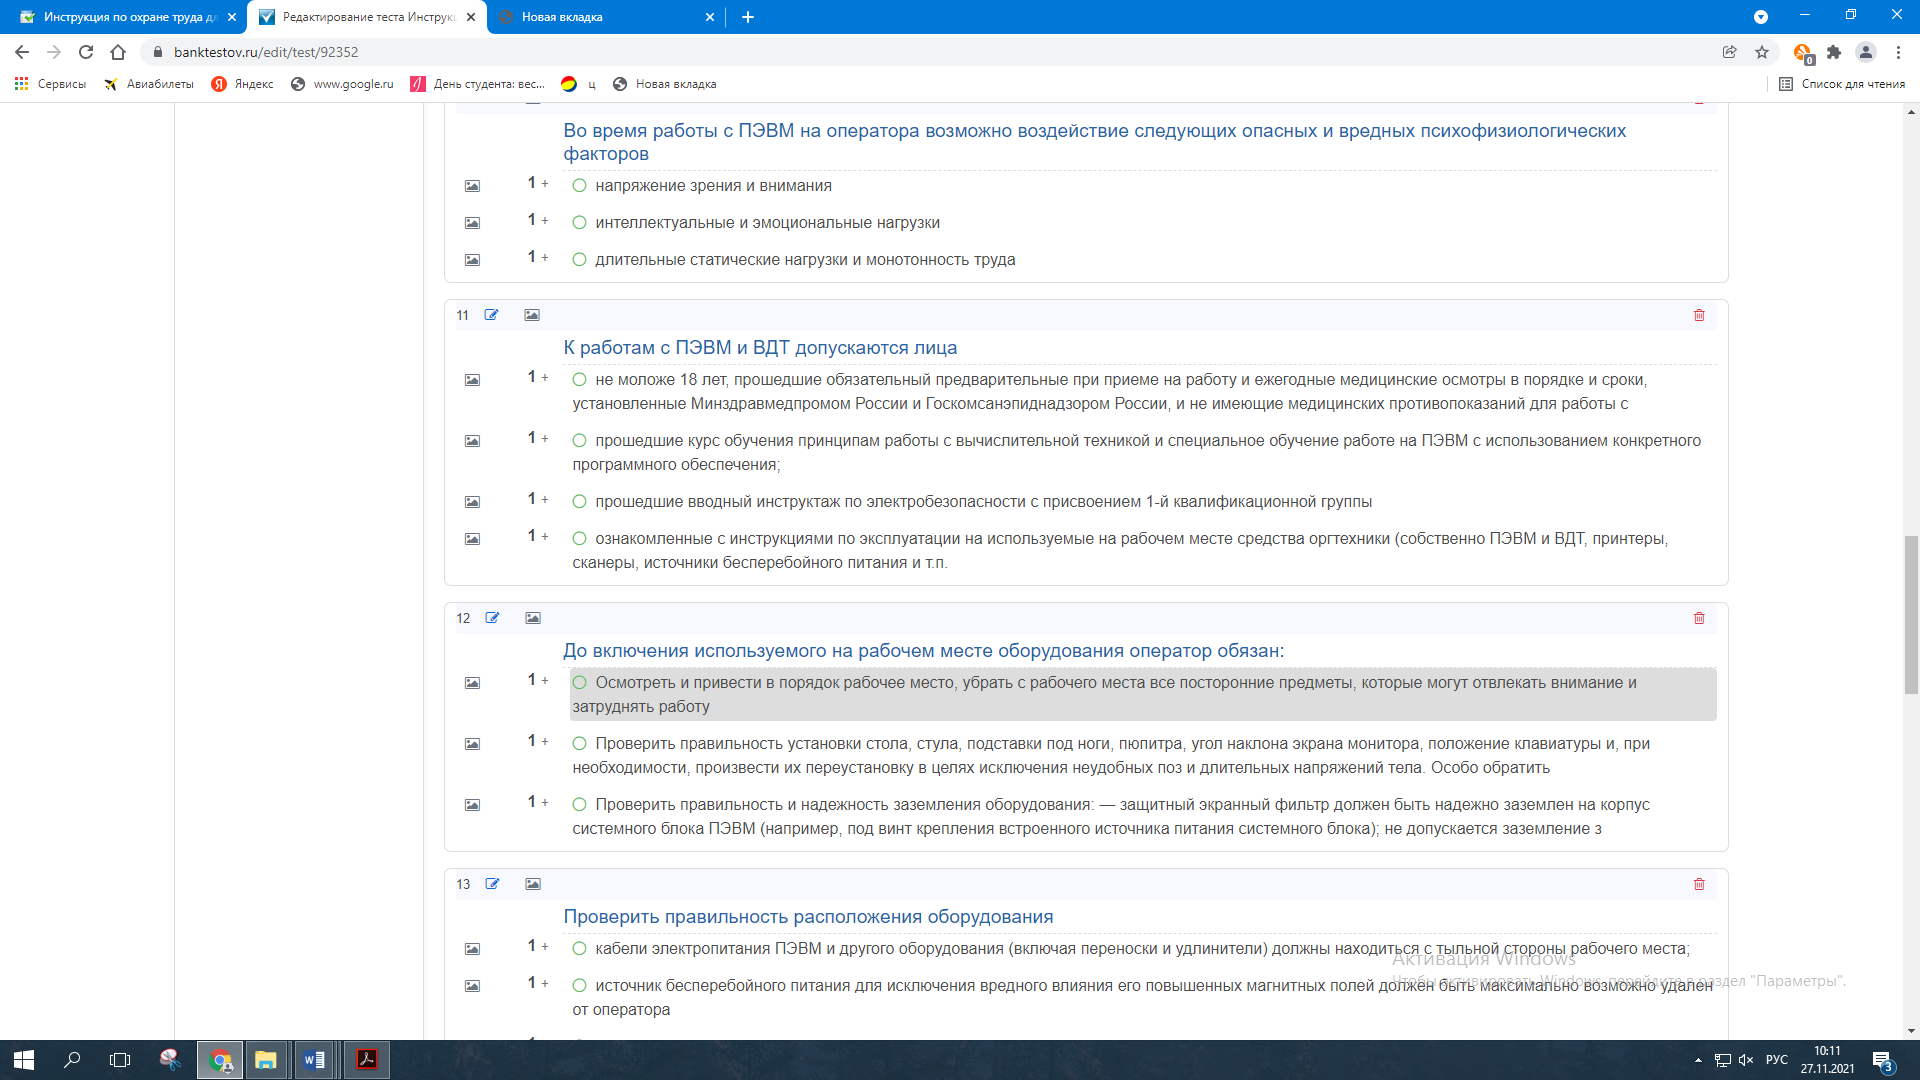 Инструкция по охране труда дл
Редактирование теста Инструкц
Новая вкладка
banktestov.ru/edit/test/92352
0
Сервисы
Авиабилеты
Яндекс
www.google.ru
День студента: вес...
ц
Новая вкладка
Список для чтения
Во время работы с ПЭВМ на оператора возможно воздействие следующих опасных и вредных психофизиологических
факторов
1 + напряжение зрения и внимания
1 + интеллектуальные и эмоциональные нагрузки
1 + длительные статические нагрузки и монотонность труда
11
К работам с ПЭВМ и ВДТ допускаются лица
1 + не моложе 18 лет, прошедшие обязательный предварительные при приеме на работу и ежегодные медицинские осмотры в порядке и сроки,
установленные Минздравмедпромом России и Госкомсанэпиднадзором России, и не имеющие медицинских противопоказаний для работы с
1 + прошедшие курс обучения принципам работы с вычислительной техникой и специальное обучение работе на ПЭВМ с использованием конкретного
программного обеспечения;
1 + прошедшие вводный инструктаж по электробезопасности с присвоением 1-й квалификационной группы
1 + ознакомленные с инструкциями по эксплуатации на используемые на рабочем месте средства оргтехники (собственно ПЭВМ и ВДТ, принтеры,
сканеры, источники бесперебойного питания и т.п.
12
До включения используемого на рабочем месте оборудования оператор обязан:
1 + Осмотреть и привести в порядок рабочее место, убрать с рабочего места все посторонние предметы, которые могут отвлекать внимание и
затруднять работу
1 + Проверить правильность установки стола, стула, подставки под ноги, пюпитра, угол наклона экрана монитора, положение клавиатуры и, при
необходимости, произвести их переустановку в целях исключения неудобных поз и длительных напряжений тела. Особо обратить
1 + Проверить правильность и надежность заземления оборудования: — защитный экранный фильтр должен быть надежно заземлен на корпус
системного блока ПЭВМ (например, под винт крепления встроенного источника питания системного блока); не допускается заземление з
13
Проверить правильность расположения оборудования
1 + кабели электропитания ПЭВМ и другого оборудования (включая переноски и удлинители) должны находиться с тыльной стороны рабочего места;
Активация Windows
Чтобы активировать Windows, перейдите в раздел "Параметры".
1 + источник бесперебойного питания для исключения вредного влияния его повышенных магнитных полей должен быть максимально возможно удален
от оператора
РУС
10:11
27.11.2021
3